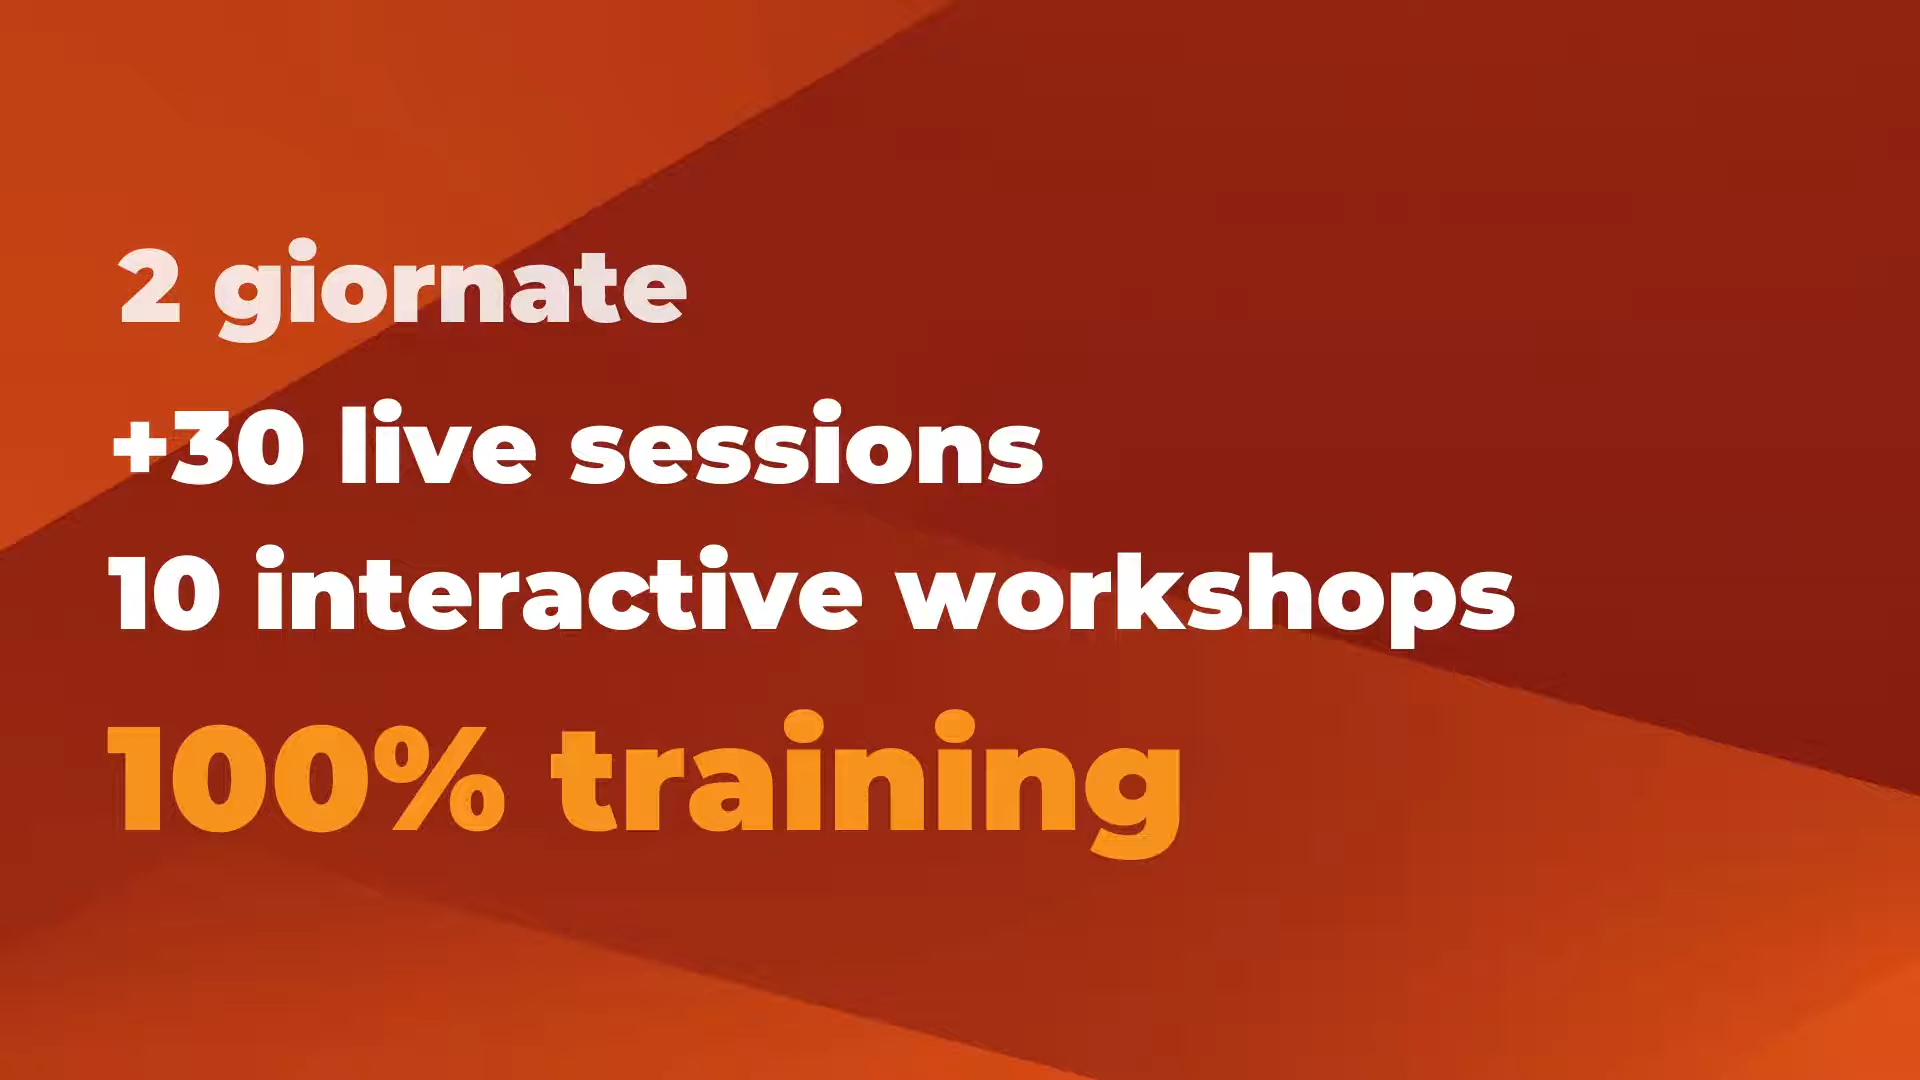 2 giornate
+30 live sessions
10 interactive workshops
100% training